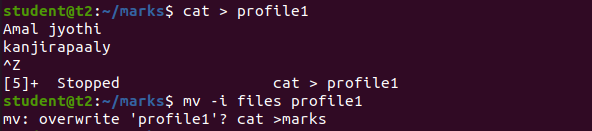 student@t2:~/marks$ cat > profile1
Amal jyothi
kanjirapaaly
^Z
[5]+  Stopped                 cat > profile1
student@t2:~/marks$ mv -i files profile1
mv: overwrite 'profile1'? cat >marks